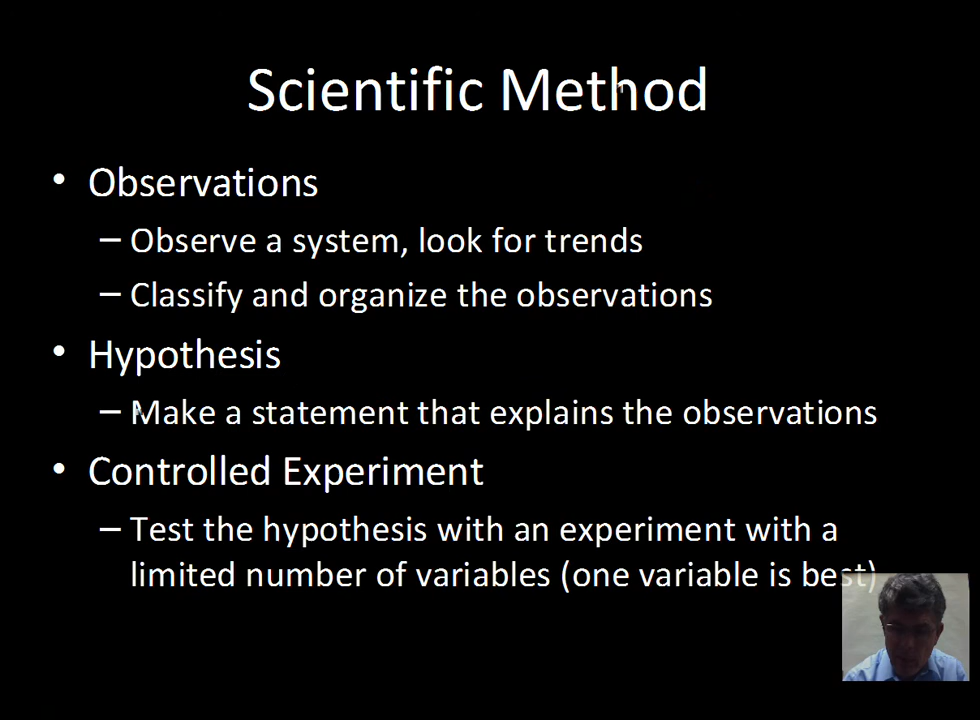 Scientific Method
• Observations
– Observe a system, look for trends
– Classify and organize the observations
• Hypothesis
– Make a statement that explains the observations
• Controlled Experiment
– Test the hypothesis with an experiment with a
limited number of variables (one variable is best)